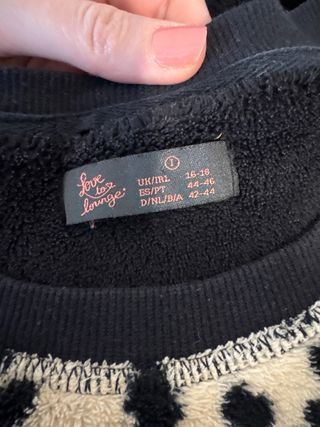 Love
to
lounge
I
UK/IRL 16-18
ES/PT 44-46
D/NL/B/A 42-44